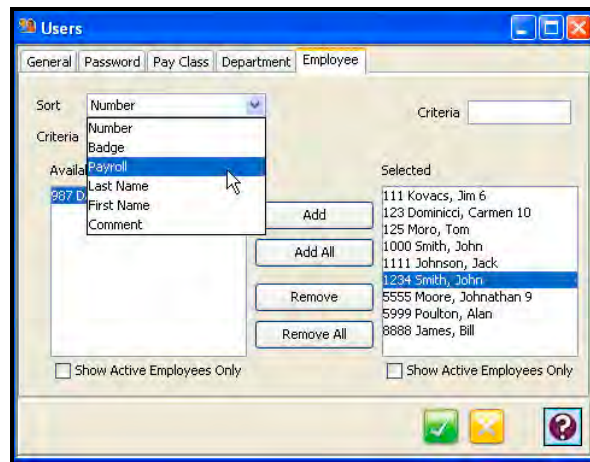 Users
General Password Pay Class Department Employee
Sort Number
Criteria
Number
Badge
Payroll
Last Name
First Name
Comment
Criteria
987 D
Add
Add All
Remove
Remove All
Selected
111 Kovacs, Jim 6
123 Dominicci, Carmen 10
125 Moro, Tom
1000 Smith, John
1111 Johnson, Jack
1234 Smith, John
5555 Moore, Johnathan 9
5999 Poulton, Alan
8888 James, Bill
Show Active Employees Only
Show Active Employees Only